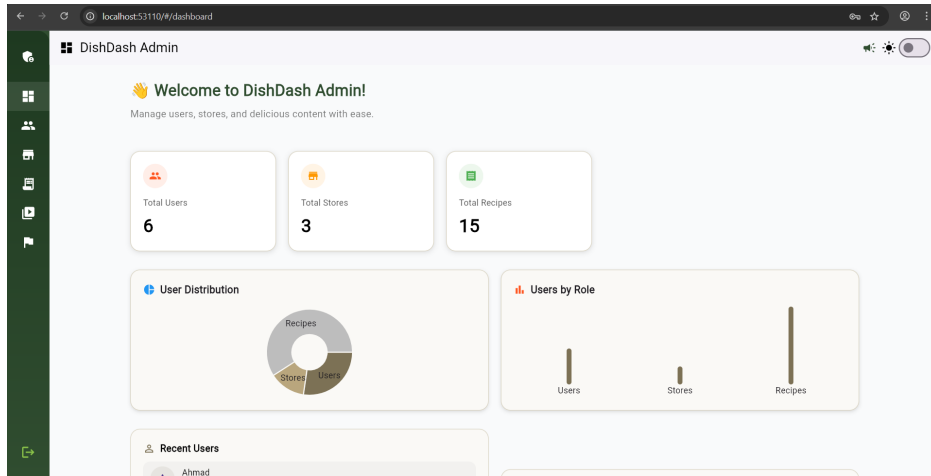 localhost:53110/#/dashboard
DishDash Admin
👋 Welcome to DishDash Admin!
Manage users, stores, and delicious content with ease.
Total Users
6
Total Stores
3
Total Recipes
15
User Distribution
Recipes
Stores
Users
Users by Role
Users
Stores
Recipes
Recent Users
Ahmad